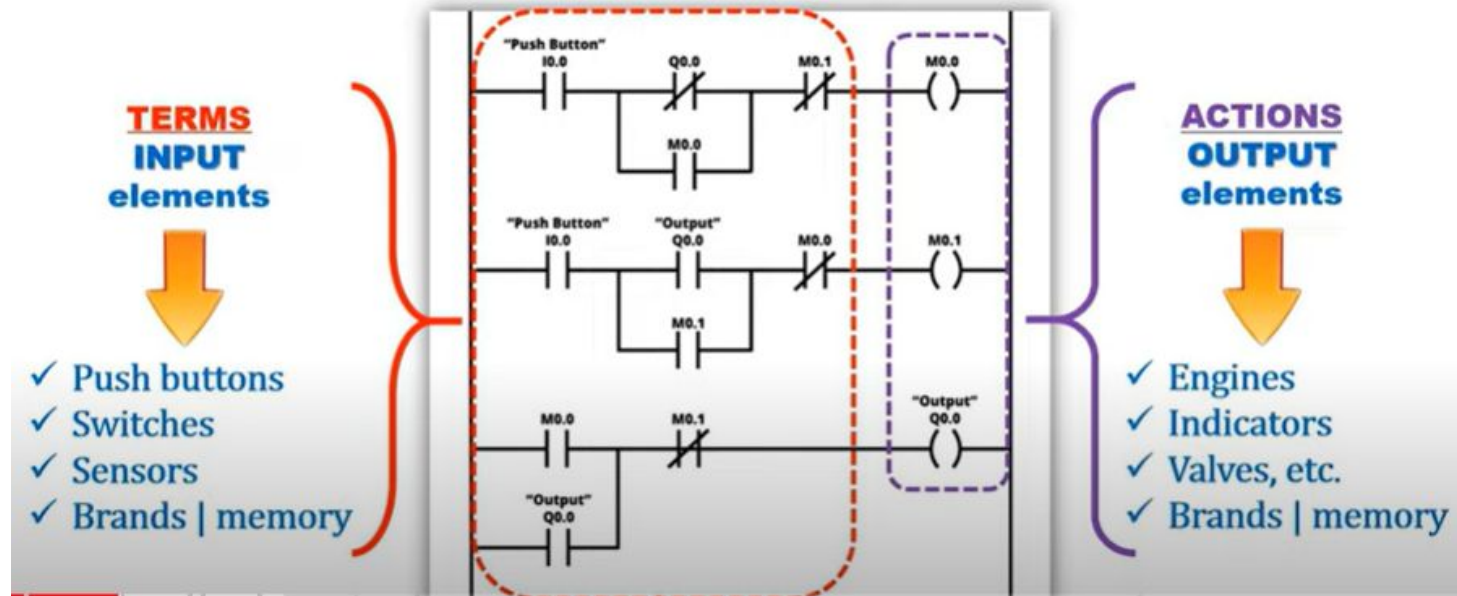 TERMS
INPUT
elements
✓ Push buttons
✓ Switches
✓ Sensors
✓ Brands | memory
"Push Button"
I0.0
Q0.0
M0.1
M0.0
M0.0
"Push Button"
I0.0
"Output"
Q0.0
M0.0
M0.1
M0.1
M0.0
M0.1
"Output"
Q0.0
"Output"
Q0.0
ACTIONS
OUTPUT
elements
✓ Engines
✓ Indicators
✓ Valves, etc.
✓ Brands | memory